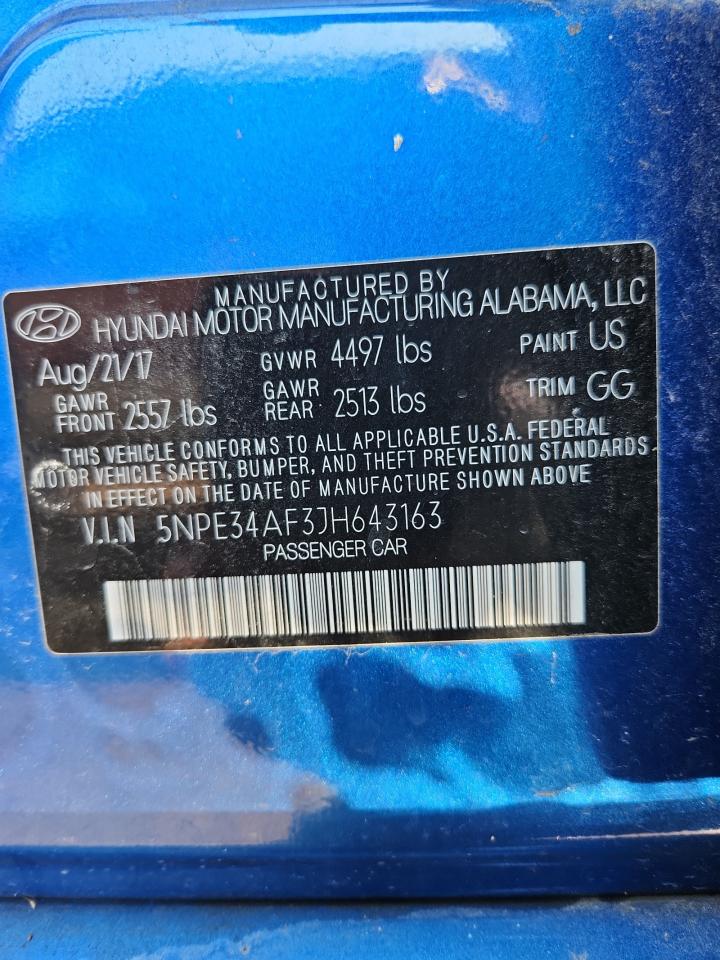 MANUFACTURED BY
HYUNDAI MOTOR MANUFACTURING ALABAMA, LLC
Aug/21/17 GVWR 4497 lbs PAINT US
GAWR FRONT 2557 lbs GAWR REAR 2513 lbs TRIM GG
THIS VEHICLE CONFORMS TO ALL APPLICABLE U.S.A. FEDERAL
MOTOR VEHICLE SAFETY, BUMPER, AND THEFT PREVENTION STANDARDS
IN EFFECT ON THE DATE OF MANUFACTURE SHOWN ABOVE
V.I.N 5NPE34AF3JH643163
PASSENGER CAR